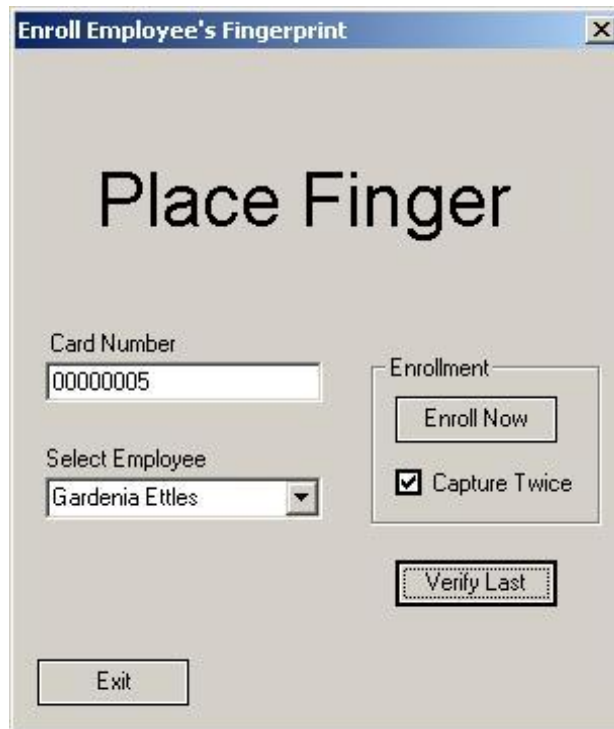 Enroll Employee's Fingerprint
Place Finger
Card Number
00000005
Select Employee
Gardenia Ettles
Enrollment
Enroll Now
Capture Twice
Verify Last
Exit